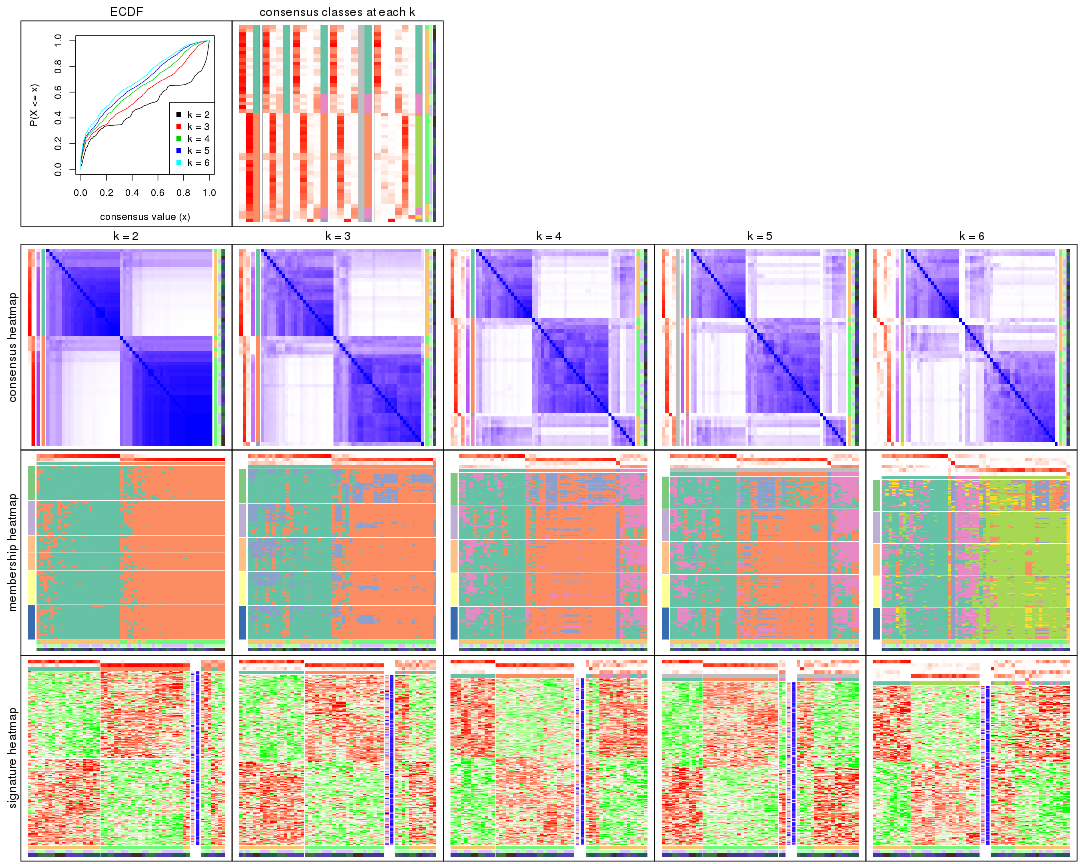 ECDF
consensus classes at each k
P(X <= x)
0.0 0.2 0.4 0.6 0.8 1.0
k = 2
k = 3
k = 4
k = 5
k = 6
0.0 0.2 0.4 0.6 0.8 1.0
consensus value (x)
k = 2
k = 3
k = 4
k = 5
k = 6
consensus heatmap
membership heatmap
signature heatmap